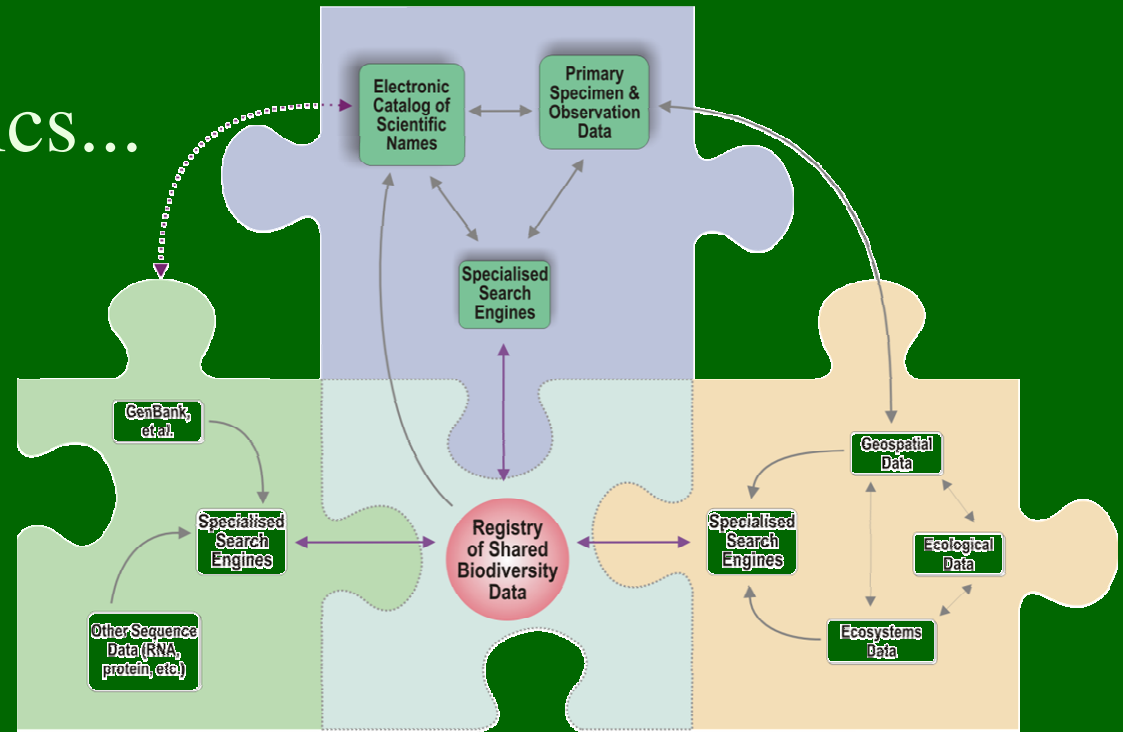 cs...
Electronic
Catalog of
Scientific
Names
Primary
Specimen &
Observation
Data
Specialised
Search
Engines
GenBank,
et al.
Specialised
Search
Engines
Other Sequence
Data (RNA,
protein, etc.)
Registry
of Shared
Biodiversity
Data
Specialised
Search
Engines
Geospatial
Data
Ecological
Data
Ecosystems
Data